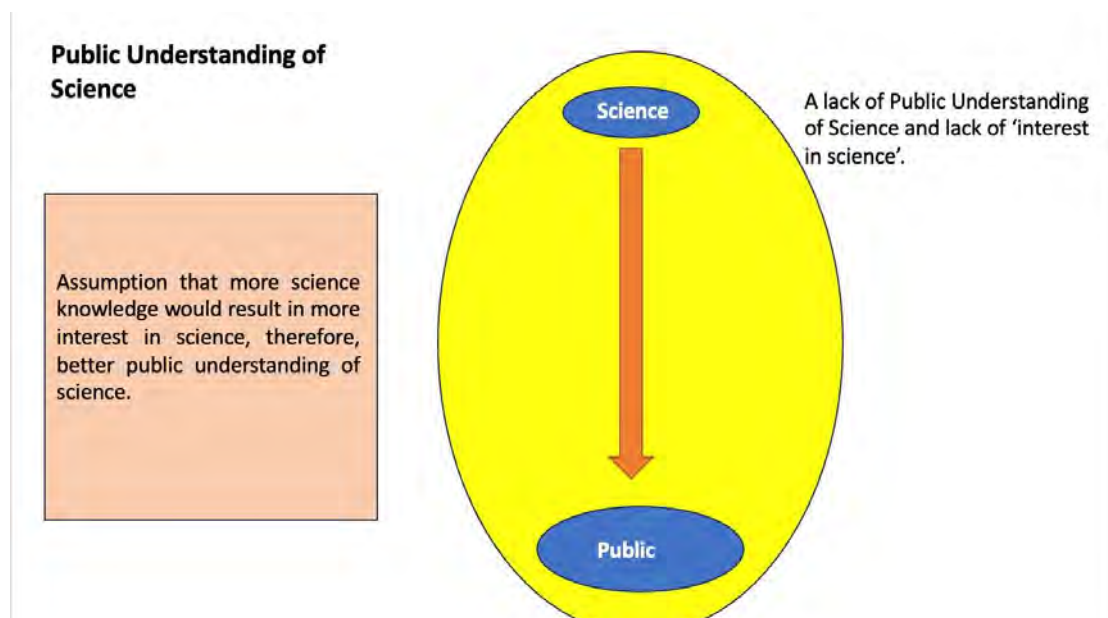 Public Understanding of
Science
Assumption that more science
knowledge would result in more
interest in science, therefore,
better public understanding of
science.
Science
Public
A lack of Public Understanding
of Science and lack of ‘interest
in science’.